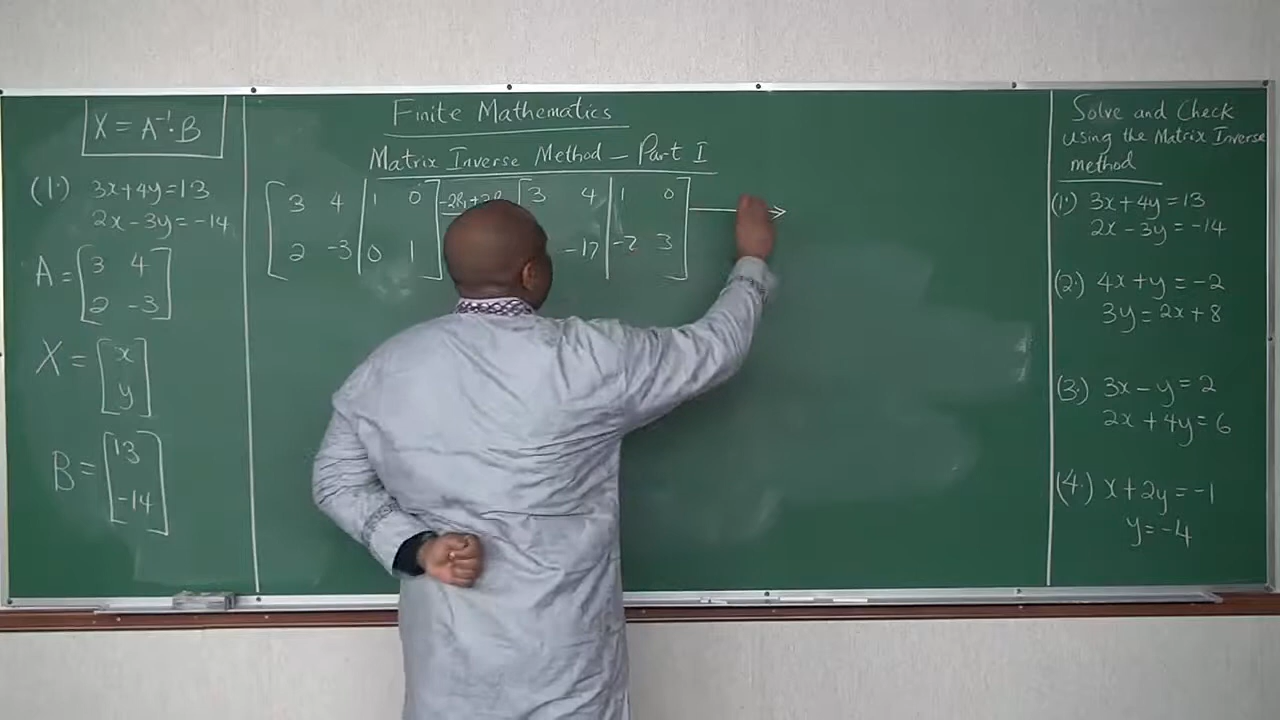 X = A⁻¹·B
(1.) 3x+4y=13
2x-3y=-14
A = [3 4
2 -3]
X = [x
y]
B = [13
-14]
Finite Mathematics
Matrix Inverse Method – Part I
[3 4 | 1 0] -2R₁+3R [3 4 | 1 0] →
[2 -3 | 0 1] -17 | -2 3]
Solve and Check
using the Matrix Inverse
method
(1.) 3x + 4y = 13
2x - 3y = -14
(2.) 4x + y = -2
3y = 2x + 8
(3.) 3x - y = 2
2x + 4y = 6
(4.) x + 2y = -1
y = -4